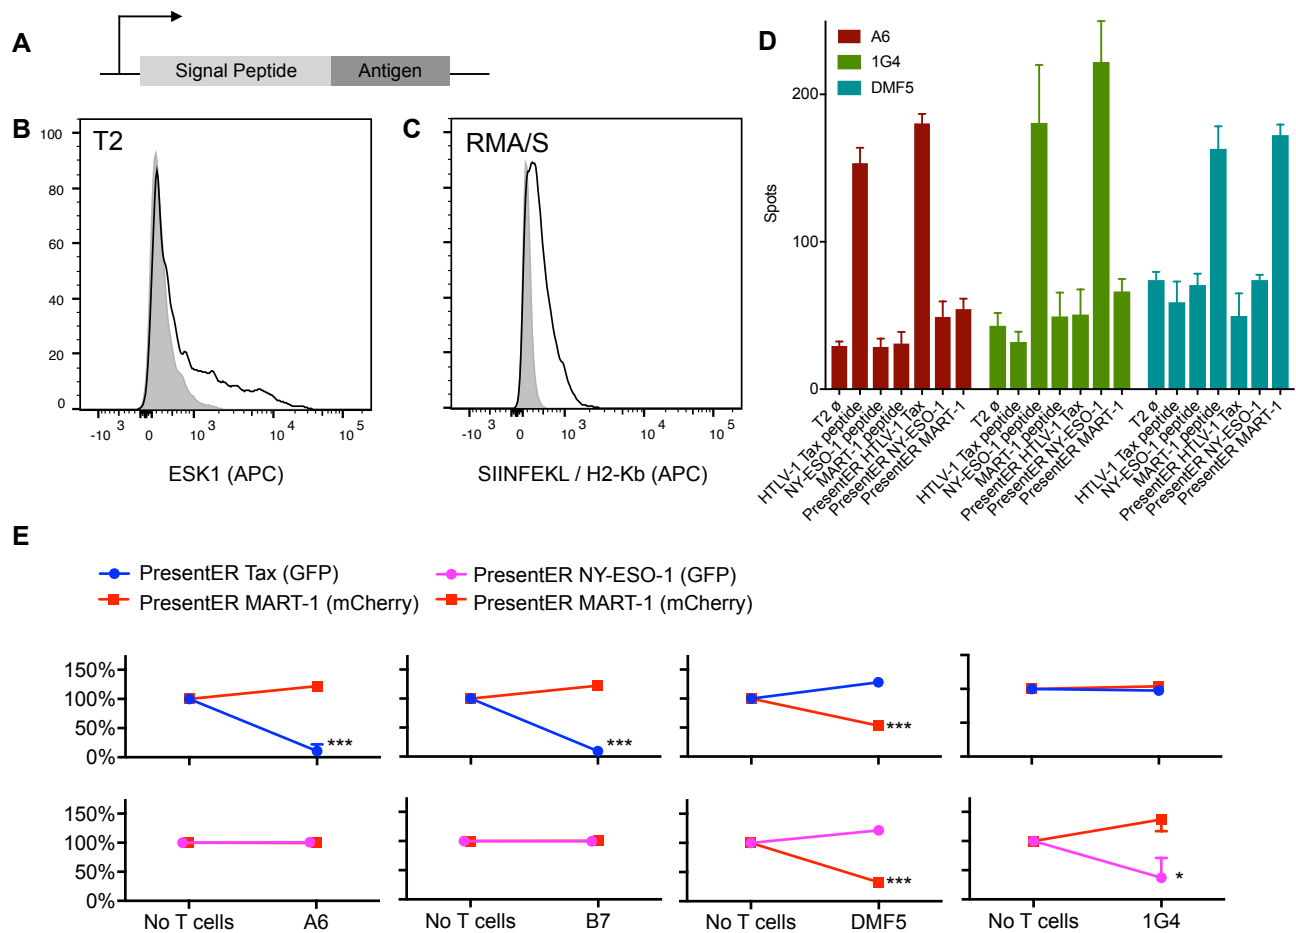 A
Signal Peptide
Antigen
B
T2
100
80
60
40
20
0
-10 3
0
10 3
10 4
10 5
ESK1 (APC)
C
RMA/S
-10 3
0
10 3
10 4
10 5
SIINFEKL / H2-Kb (APC)
D
A6
1G4
DMF5
Spots
200
100
0
T2 ø
HTLV-1 Tax peptide
NY-ESO-1 peptide
MART-1 peptide
PresentER HTLV-1 Tax
PresentER NY-ESO-1
PresentER MART-1
T2 ø
HTLV-1 Tax peptide
NY-ESO-1 peptide
MART-1 peptide
PresentER HTLV-1 Tax
PresentER NY-ESO-1
PresentER MART-1
T2 ø
HTLV-1 Tax peptide
NY-ESO-1 peptide
MART-1 peptide
PresentER HTLV-1 Tax
PresentER NY-ESO-1
PresentER MART-1
E
PresentER Tax (GFP)
PresentER MART-1 (mCherry)
PresentER NY-ESO-1 (GFP)
PresentER MART-1 (mCherry)
150%
100%
50%
0%
***
***
***
150%
100%
50%
0%
***
*
No T cells A6
No T cells B7
No T cells DMF5
No T cells 1G4